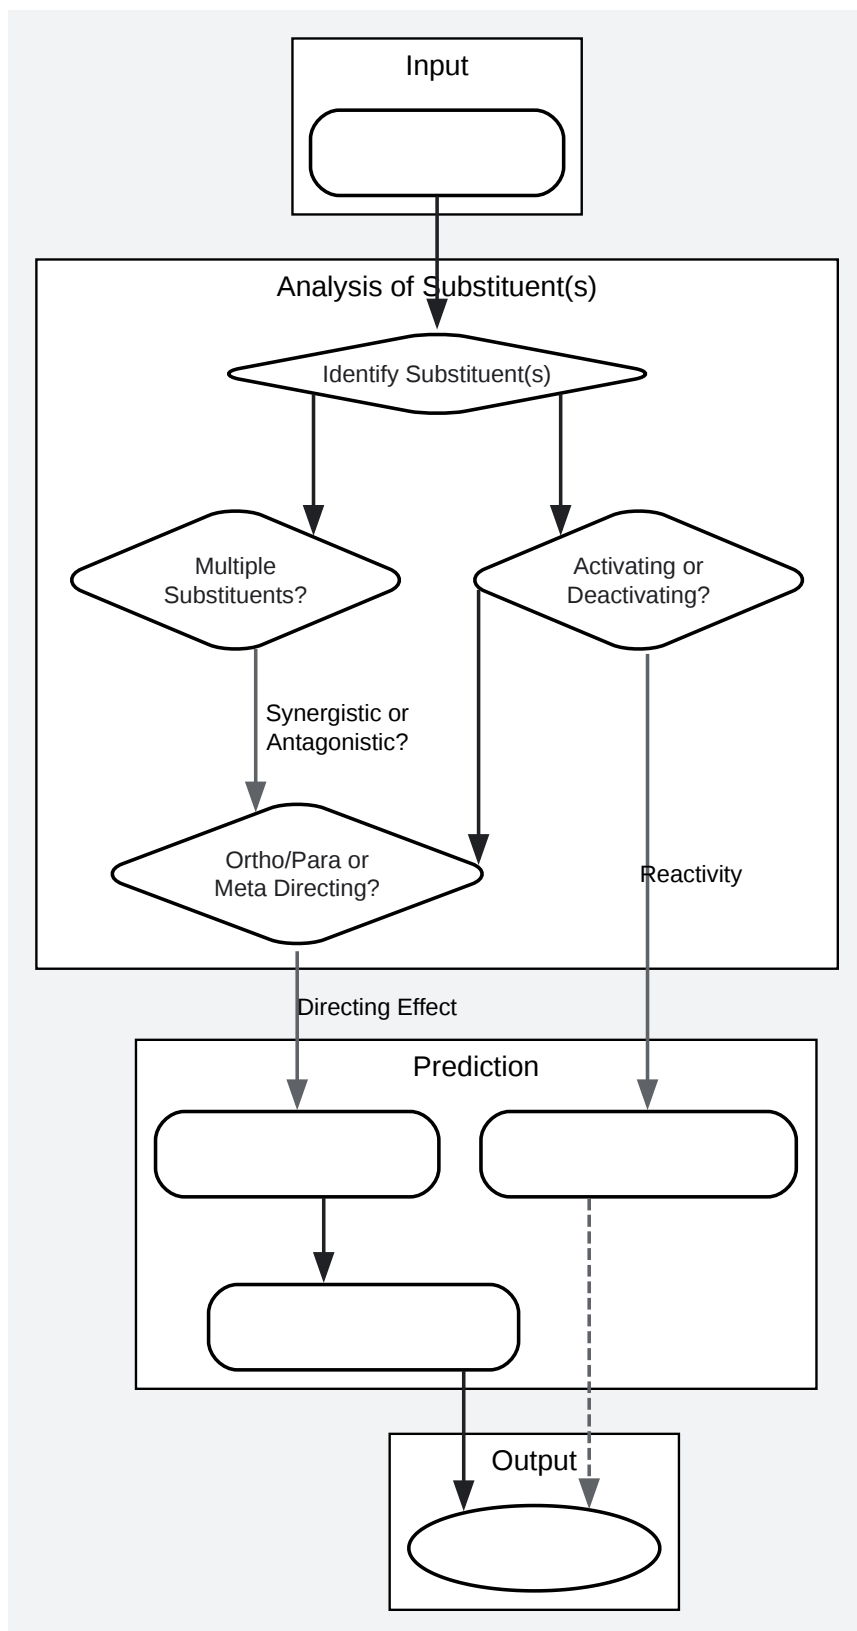 Input
Analysis of Substituent(s)
Identify Substituent(s)
Multiple
Substituents?
Activating or
Deactivating?
Synergistic or
Antagonistic?
Ortho/Para or
Meta Directing?
Reactivity
Directing Effect
Prediction
Output